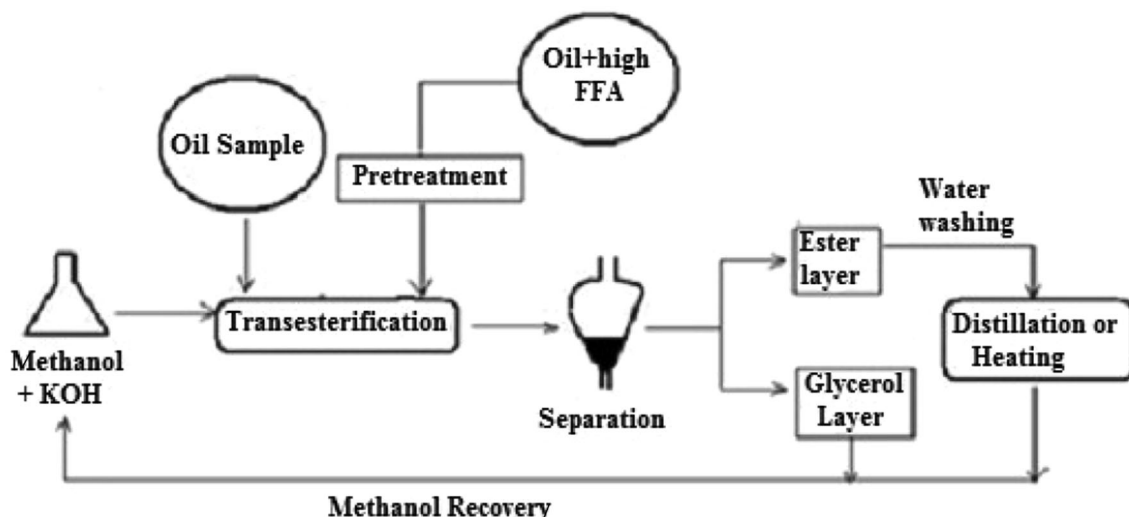 Oil+high
FFA
Oil Sample
Pretreatment
Water
washing
Ester
layer
Transesterification
Distillation or
Heating
Methanol
+ KOH
Separation
Glycerol
Layer
Methanol Recovery